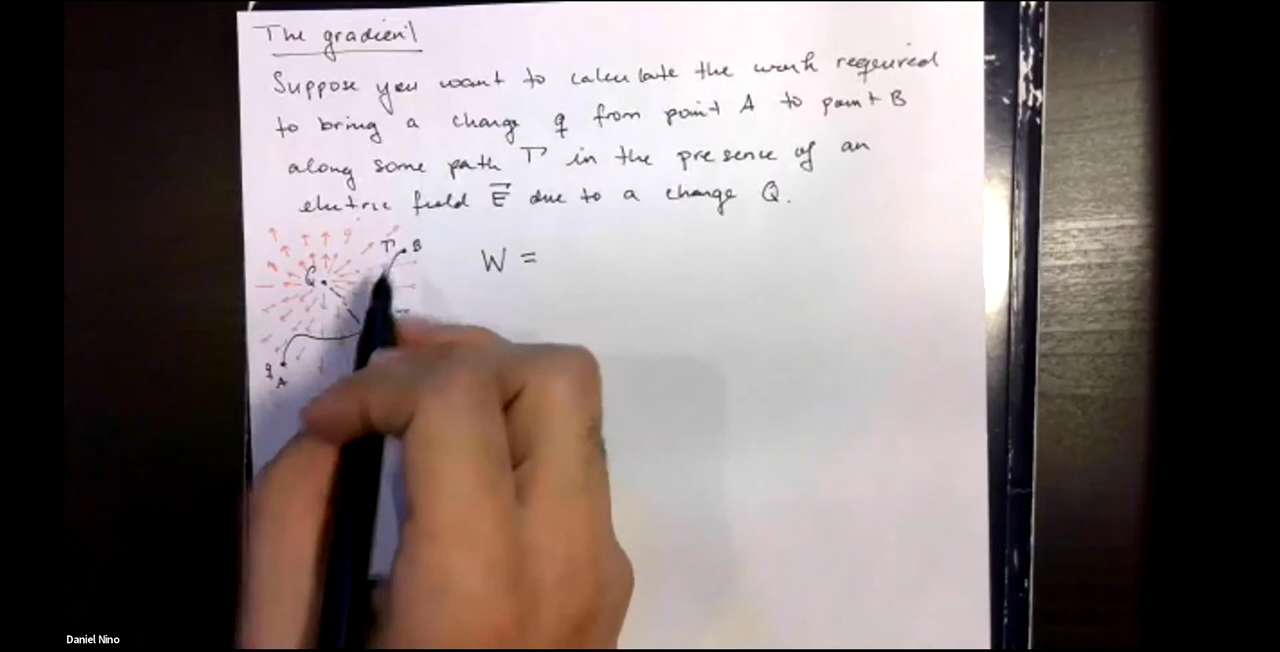 The gradient
Suppose you want to calculate the work required
to bring a charge q from point A to point B
along some path Γ in the presence of an
electric field E⃗ due to a charge Q.
Γ B
W =
Q
q
A
Daniel Nino